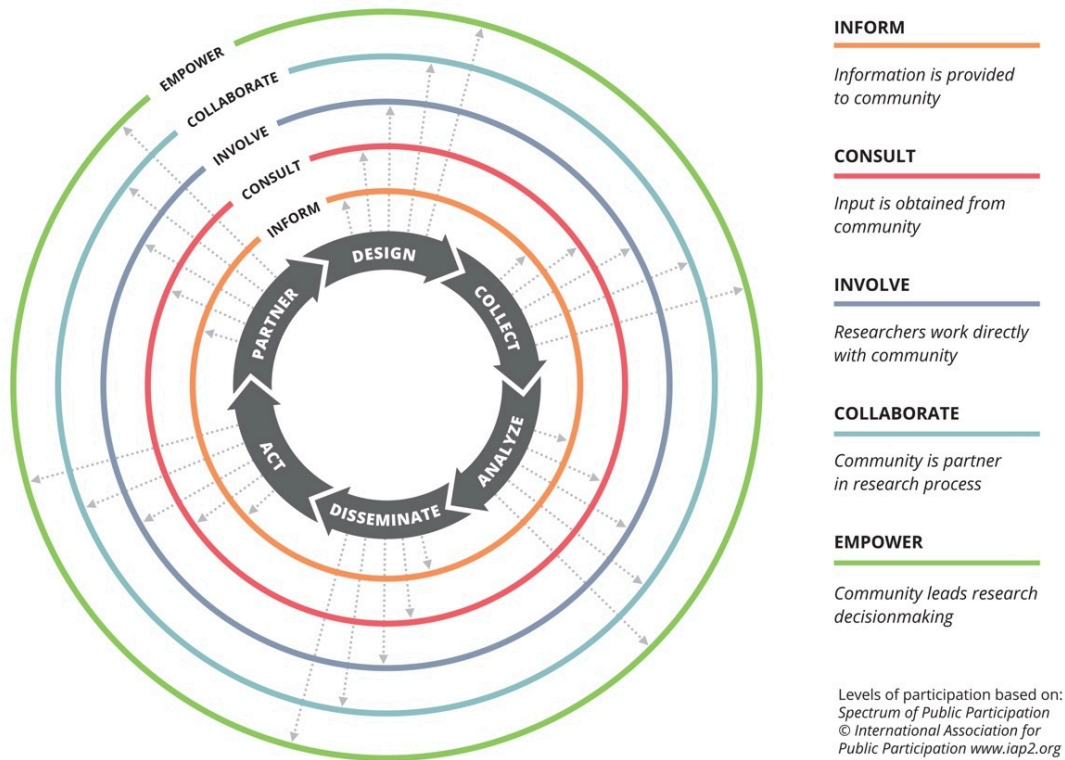 EMPOWER
COLLABORATE
INVOLVE
CONSULT
INFORM
DESIGN
COLLECT
ANALYZE
DISSEMINATE
ACT
PARTNER
INFORM
Information is provided
to community
CONSULT
Input is obtained from
community
INVOLVE
Researchers work directly
with community
COLLABORATE
Community is partner
in research process
EMPOWER
Community leads research
decisionmaking
Levels of participation based on:
Spectrum of Public Participation
© International Association for
Public Participation www.iap2.org